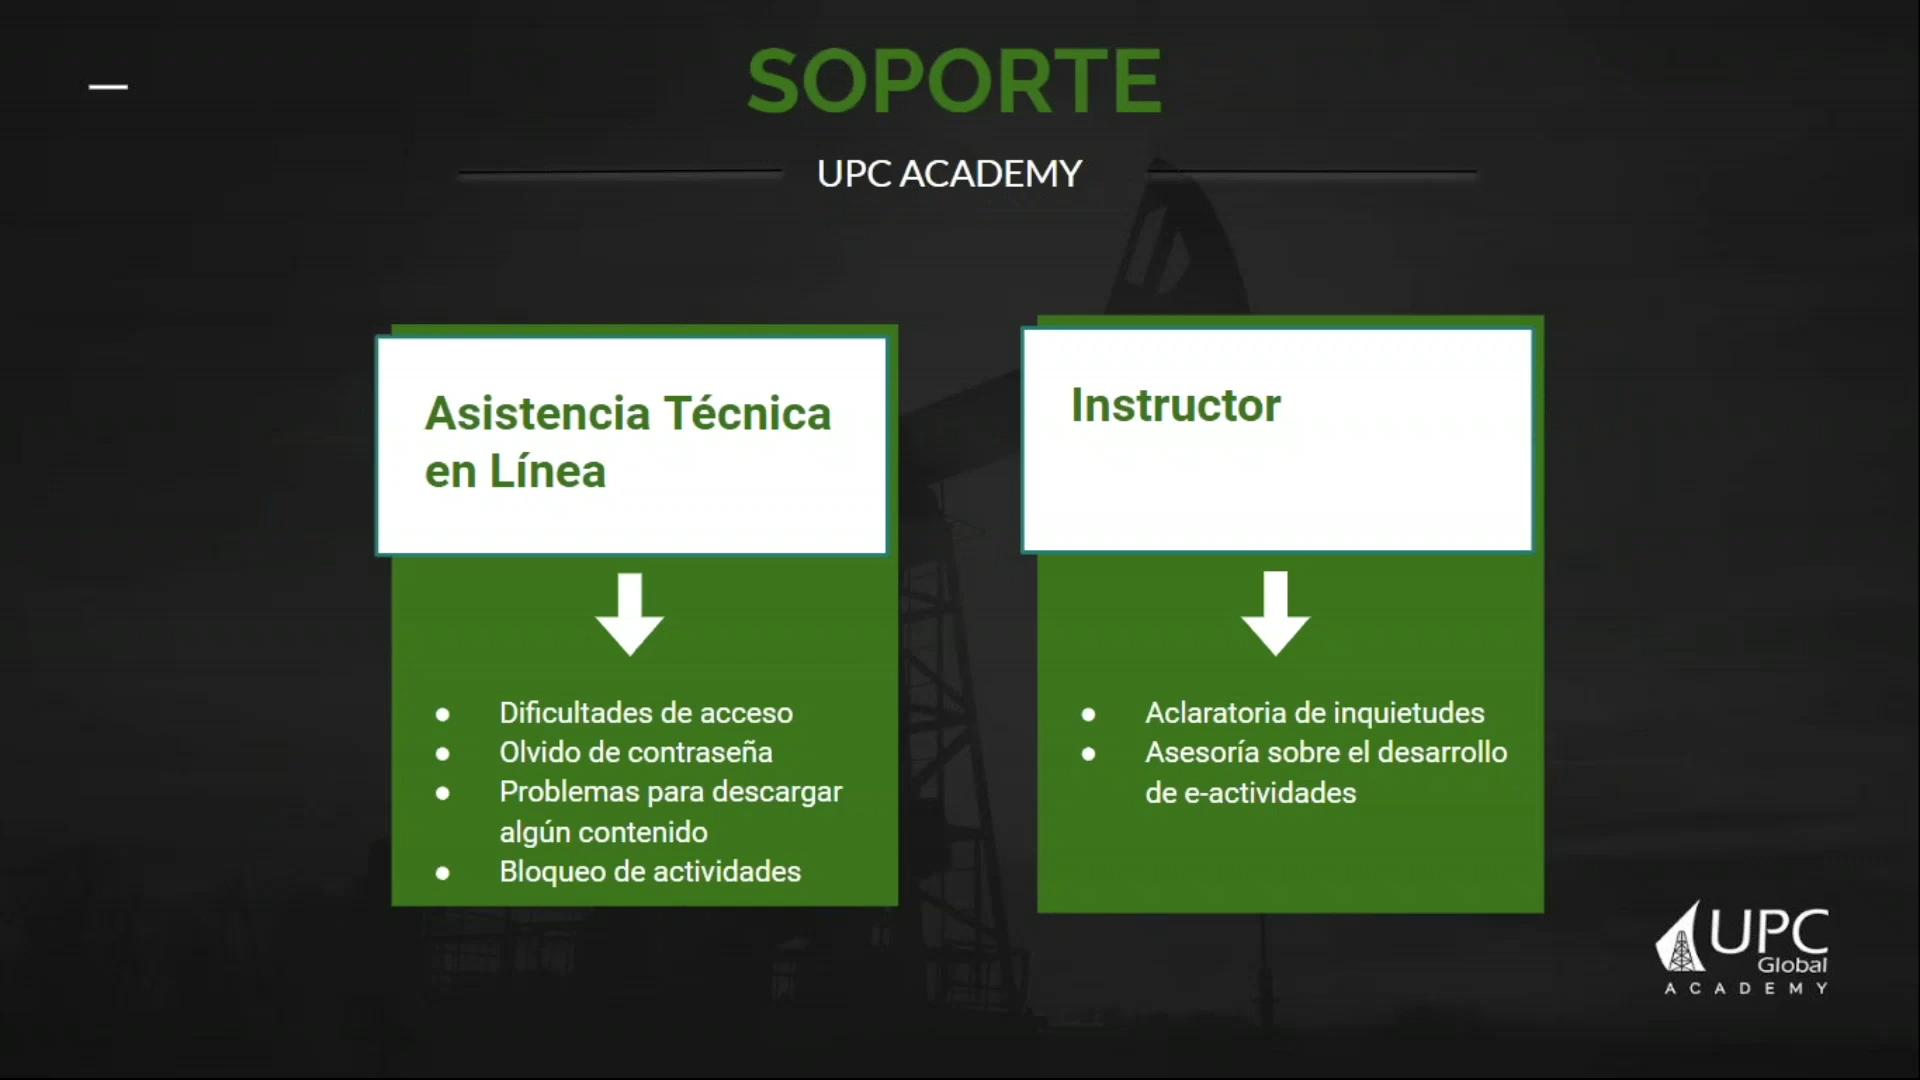 SOPORTE
UPC ACADEMY
Asistencia Técnica
en Línea
● Dificultades de acceso
● Olvido de contraseña
● Problemas para descargar
algún contenido
● Bloqueo de actividades
Instructor
● Aclaratoria de inquietudes
● Asesoría sobre el desarrollo
de e-actividades
UPC
Global
ACADEMY